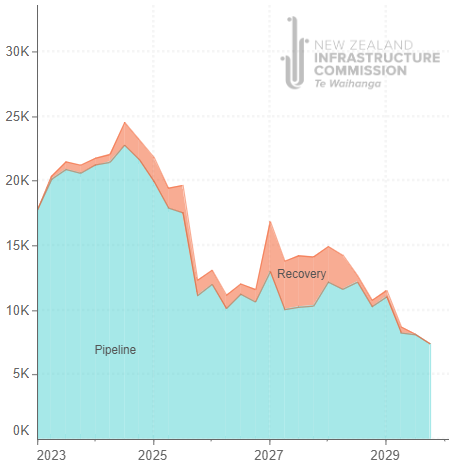 30K
25K
20K
15K
10K
5K
0K
NEW ZEALAND
INFRASTRUCTURE
COMMISSION
Te Waihanga
Recovery
Pipeline
2023
2025
2027
2029